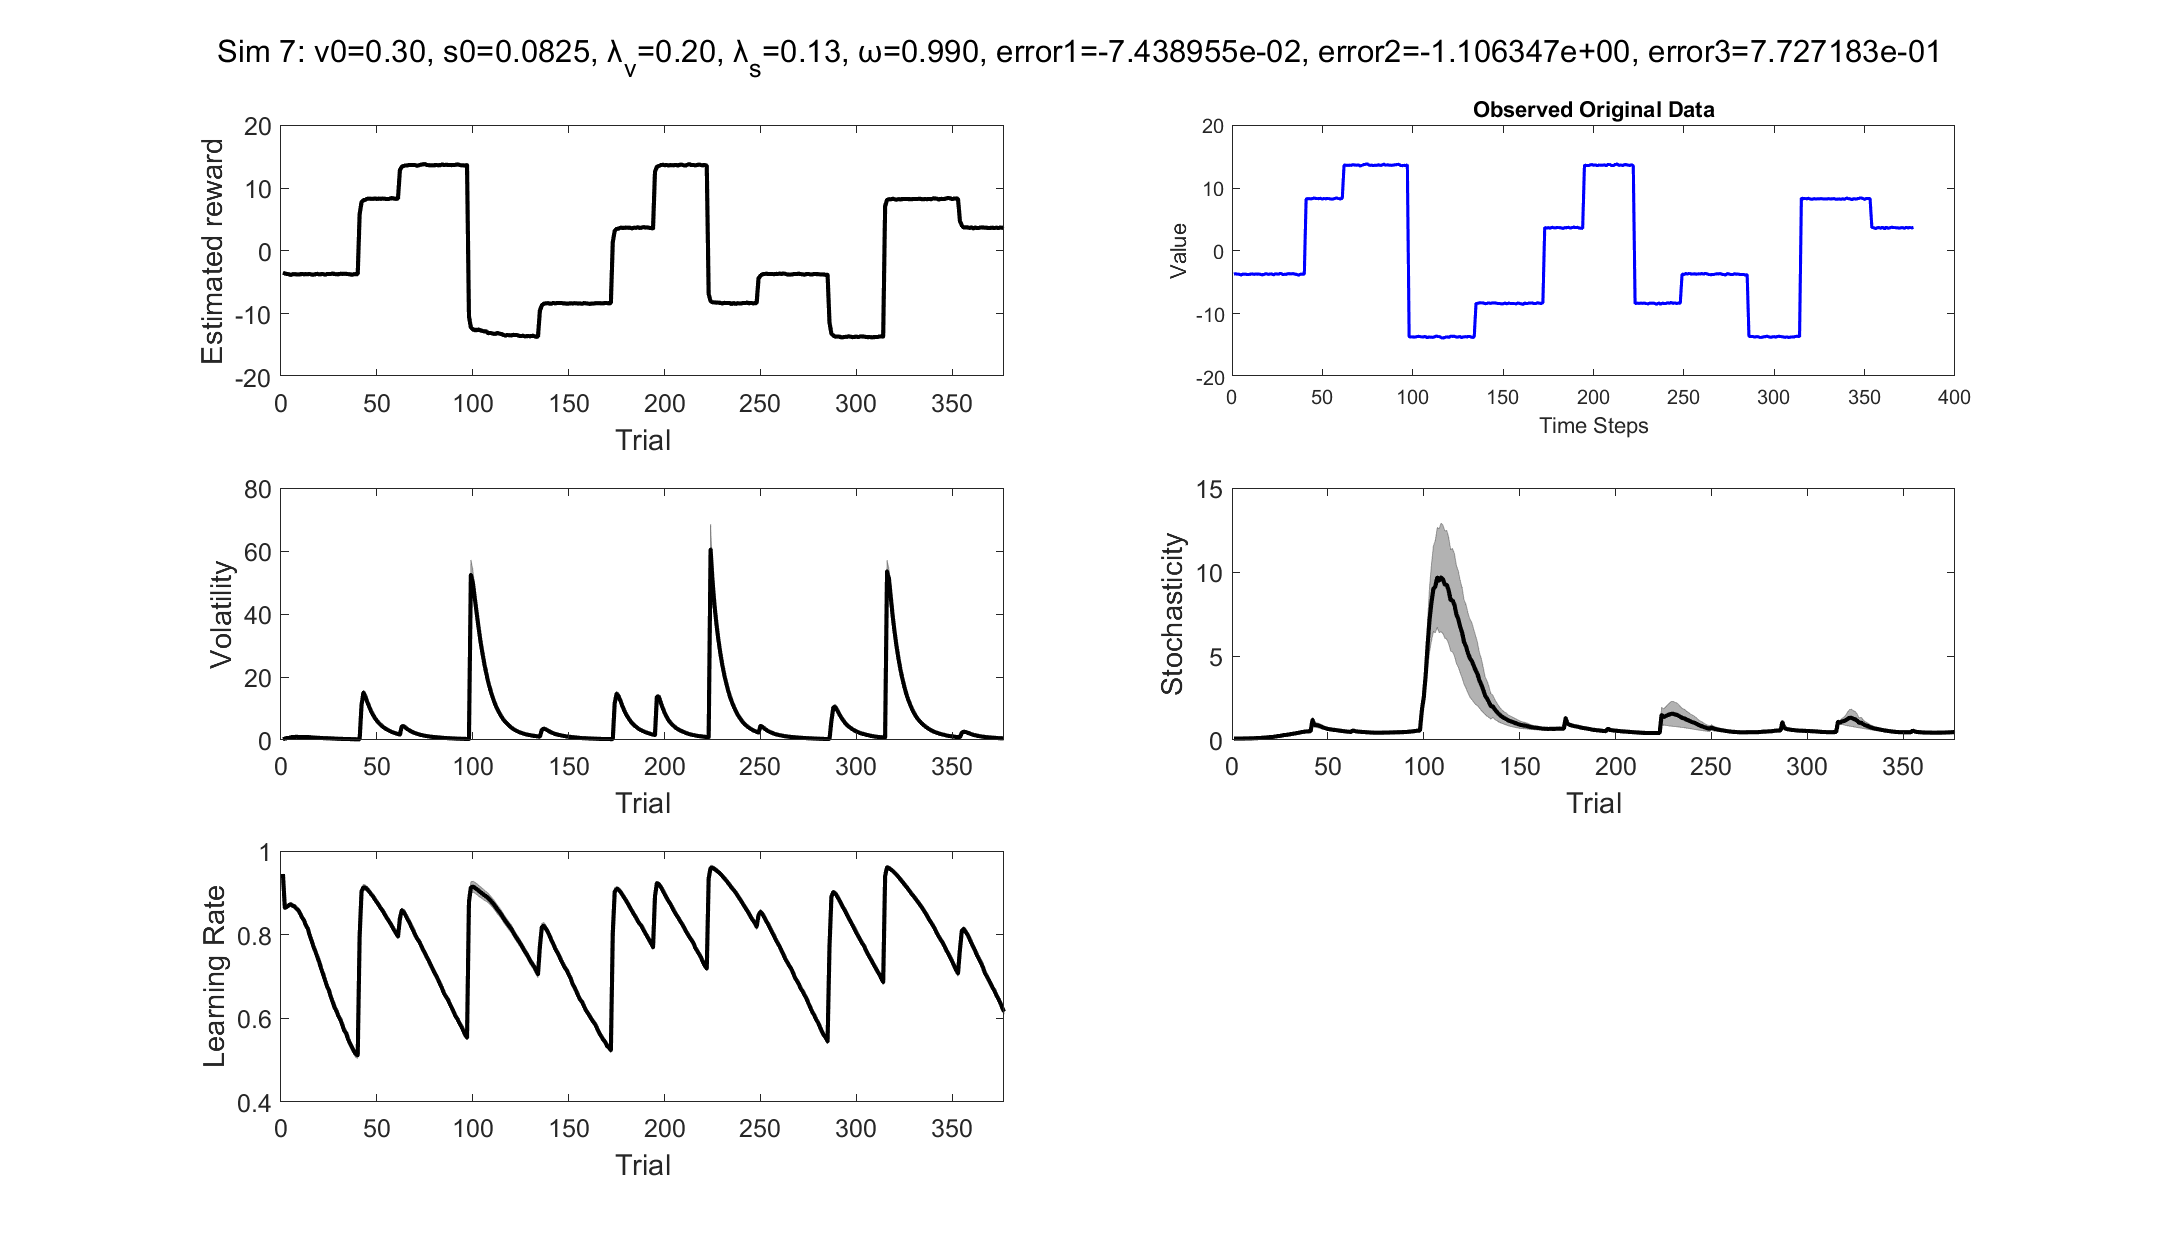 Sim 7: v0=0.30, s0=0.0825, λv=0.20, λs=0.13, ω=0.990, error1=-7.438955e-02, error2=-1.106347e+00, error3=7.727183e-01
20
10
0
-10
-20
Estimated reward
0 50 100 150 200 250 300 350
Trial
Observed Original Data
20
10
0
-10
-20
Value
0 50 100 150 200 250 300 350 400
Time Steps
80
60
40
20
0
Volatility
0 50 100 150 200 250 300 350
Trial
15
10
5
0
Stochasticity
0 50 100 150 200 250 300 350
Trial
1
0.8
0.6
0.4
Learning Rate
0 50 100 150 200 250 300 350
Trial